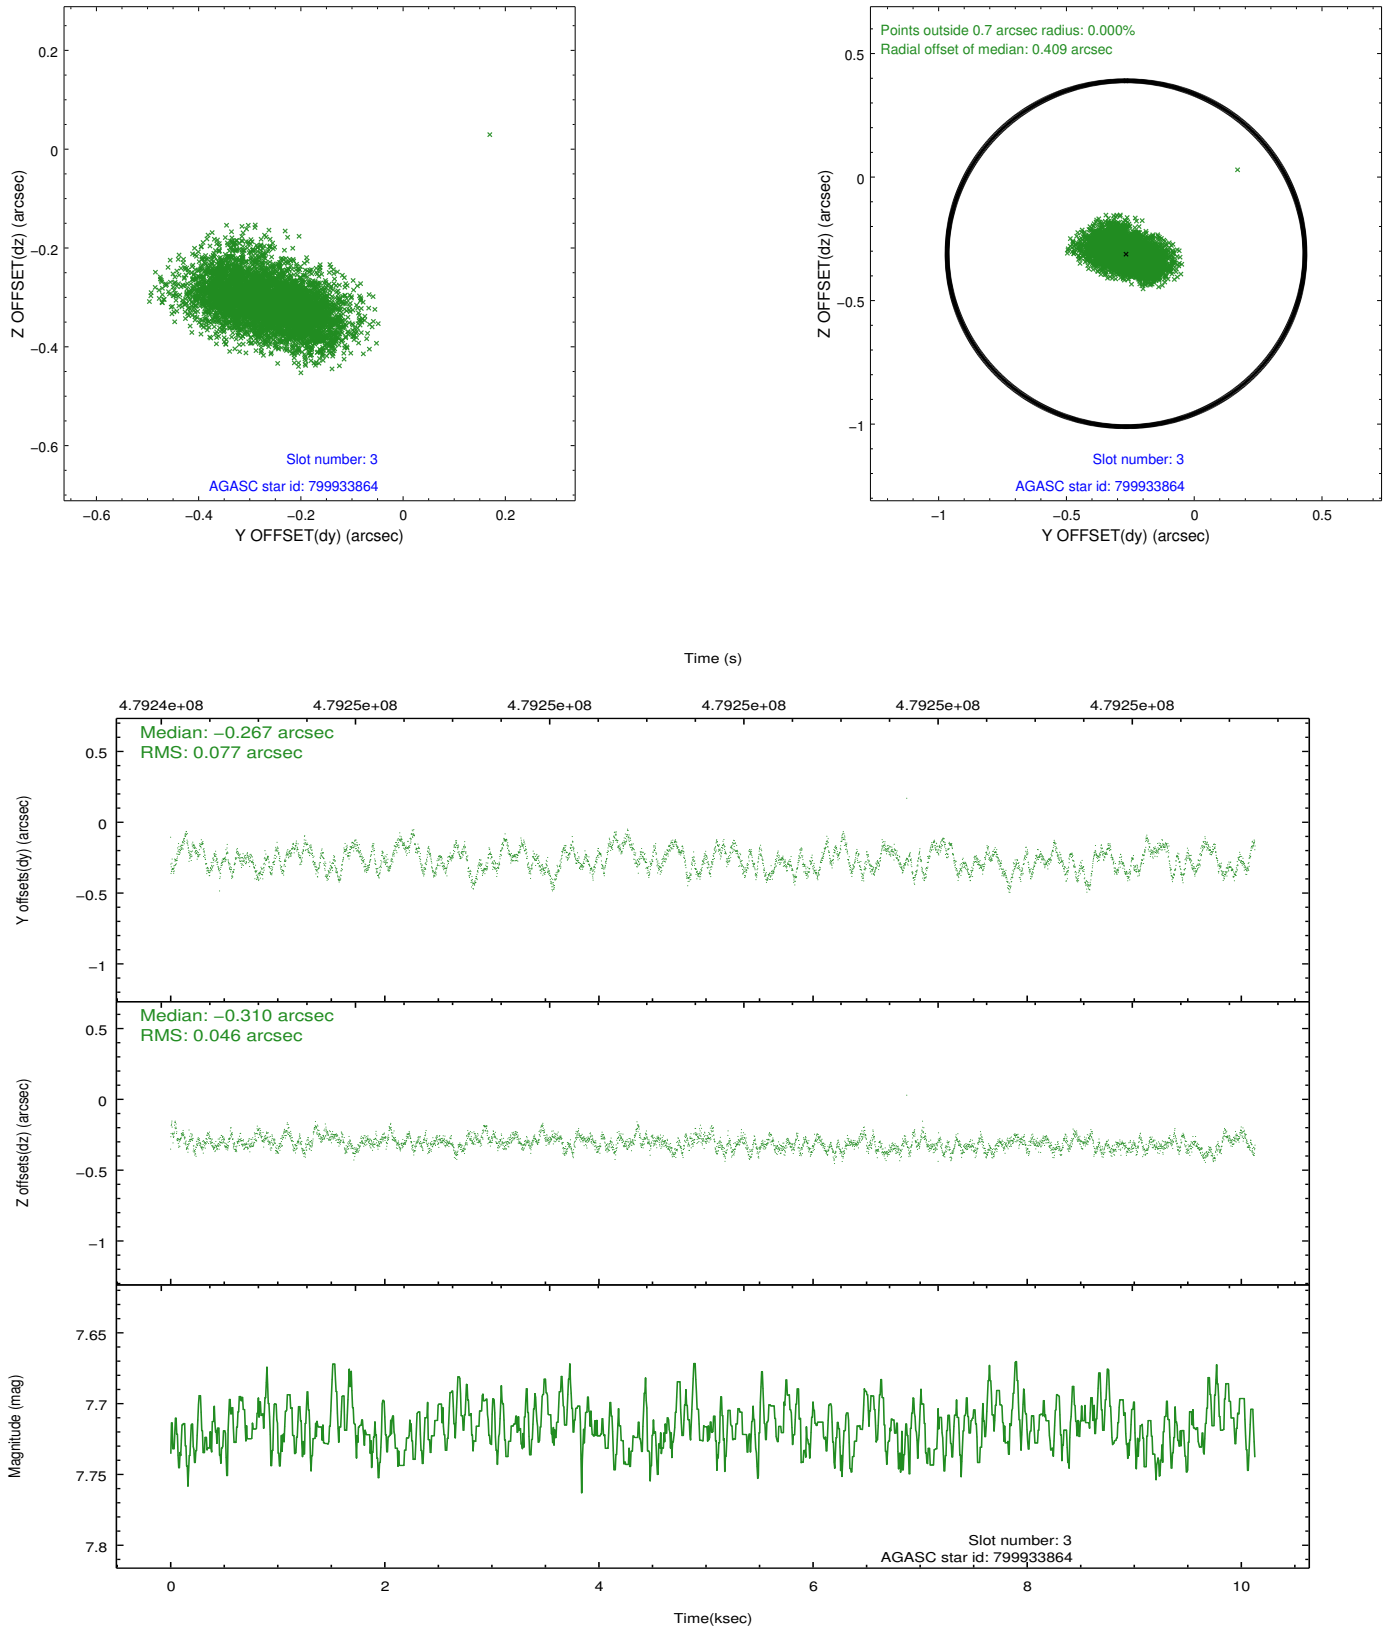 0.2
0
−0.2
−0.4
−0.6
Z OFFSET(dz) (arcsec)
Slot number: 3
AGASC star id: 799933864
−0.6 −0.4 −0.2 0 0.2
Y OFFSET(dy) (arcsec)
Points outside 0.7 arcsec radius: 0.000%
Radial offset of median: 0.409 arcsec
0.5
0
−0.5
−1
Z OFFSET(dz) (arcsec)
Slot number: 3
AGASC star id: 799933864
−1 −0.5 0 0.5
Y OFFSET(dy) (arcsec)
Time (s)
4.7924e+08 4.7925e+08 4.7925e+08 4.7925e+08 4.7925e+08 4.7925e+08
Median: −0.267 arcsec
RMS: 0.077 arcsec
0.5
0
−0.5
−1
Y offsets(dy) (arcsec)
Median: −0.310 arcsec
RMS: 0.046 arcsec
0.5
0
−0.5
−1
Z offsets(dz) (arcsec)
7.65
7.7
7.75
7.8
Magnitude (mag)
Slot number: 3
AGASC star id: 799933864
0 2 4 6 8 10
Time(ksec)